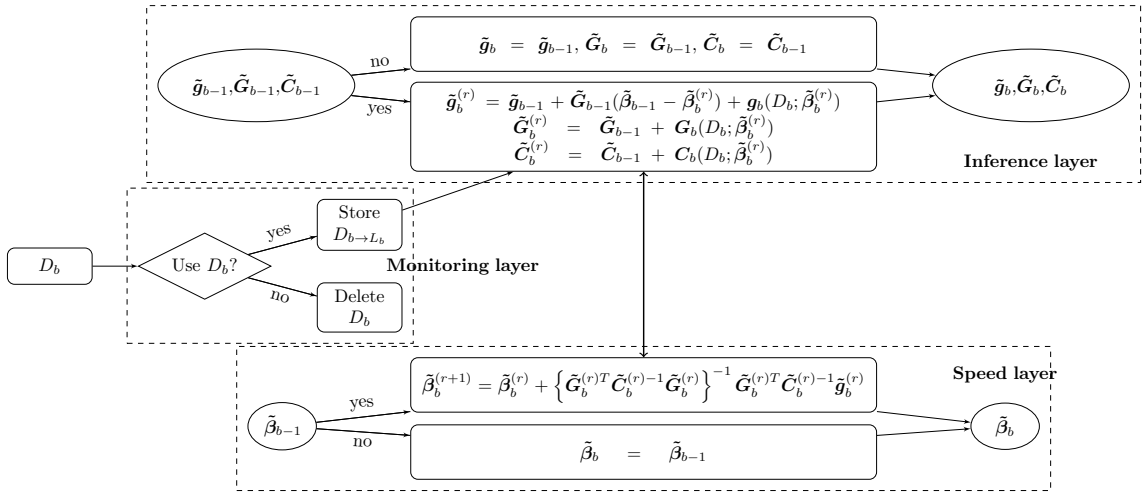 no
g̃_b = g̃_{b−1}, G̃_b = G̃_{b−1}, C̃_b = C̃_{b−1}
g̃_{b−1},G̃_{b−1},C̃_{b−1}
yes
g̃_b^{(r)} = g̃_{b−1} + G̃_{b−1}(β̃_{b−1} − β̃_b^{(r)}) + g_b(D_b; β̃_b^{(r)})
G̃_b^{(r)} = G̃_{b−1} + G_b(D_b; β̃_b^{(r)})
C̃_b^{(r)} = C̃_{b−1} + C_b(D_b; β̃_b^{(r)})
g̃_b,G̃_b,C̃_b
Inference layer
D_b
Use D_b?
yes
Store
D_{b→L_b}
no
Delete
D_b
Monitoring layer
β̃_{b−1}
yes
β̃_b^{(r+1)} = β̃_b^{(r)} + {G̃_b^{(r)T} C̃_b^{(r)−1} G̃_b^{(r)}}^{−1} G̃_b^{(r)T} C̃_b^{(r)−1} g̃_b^{(r)}
no
β̃_b = β̃_{b−1}
Speed layer
β̃_b